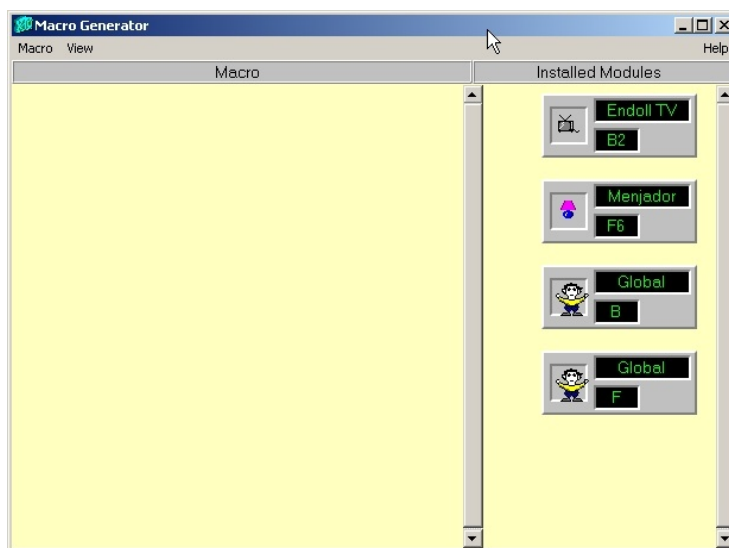 Macro Generator
Macro View Help
Macro Installed Modules
Endoll TV
B2
Menjador
F6
Global
B
Global
F